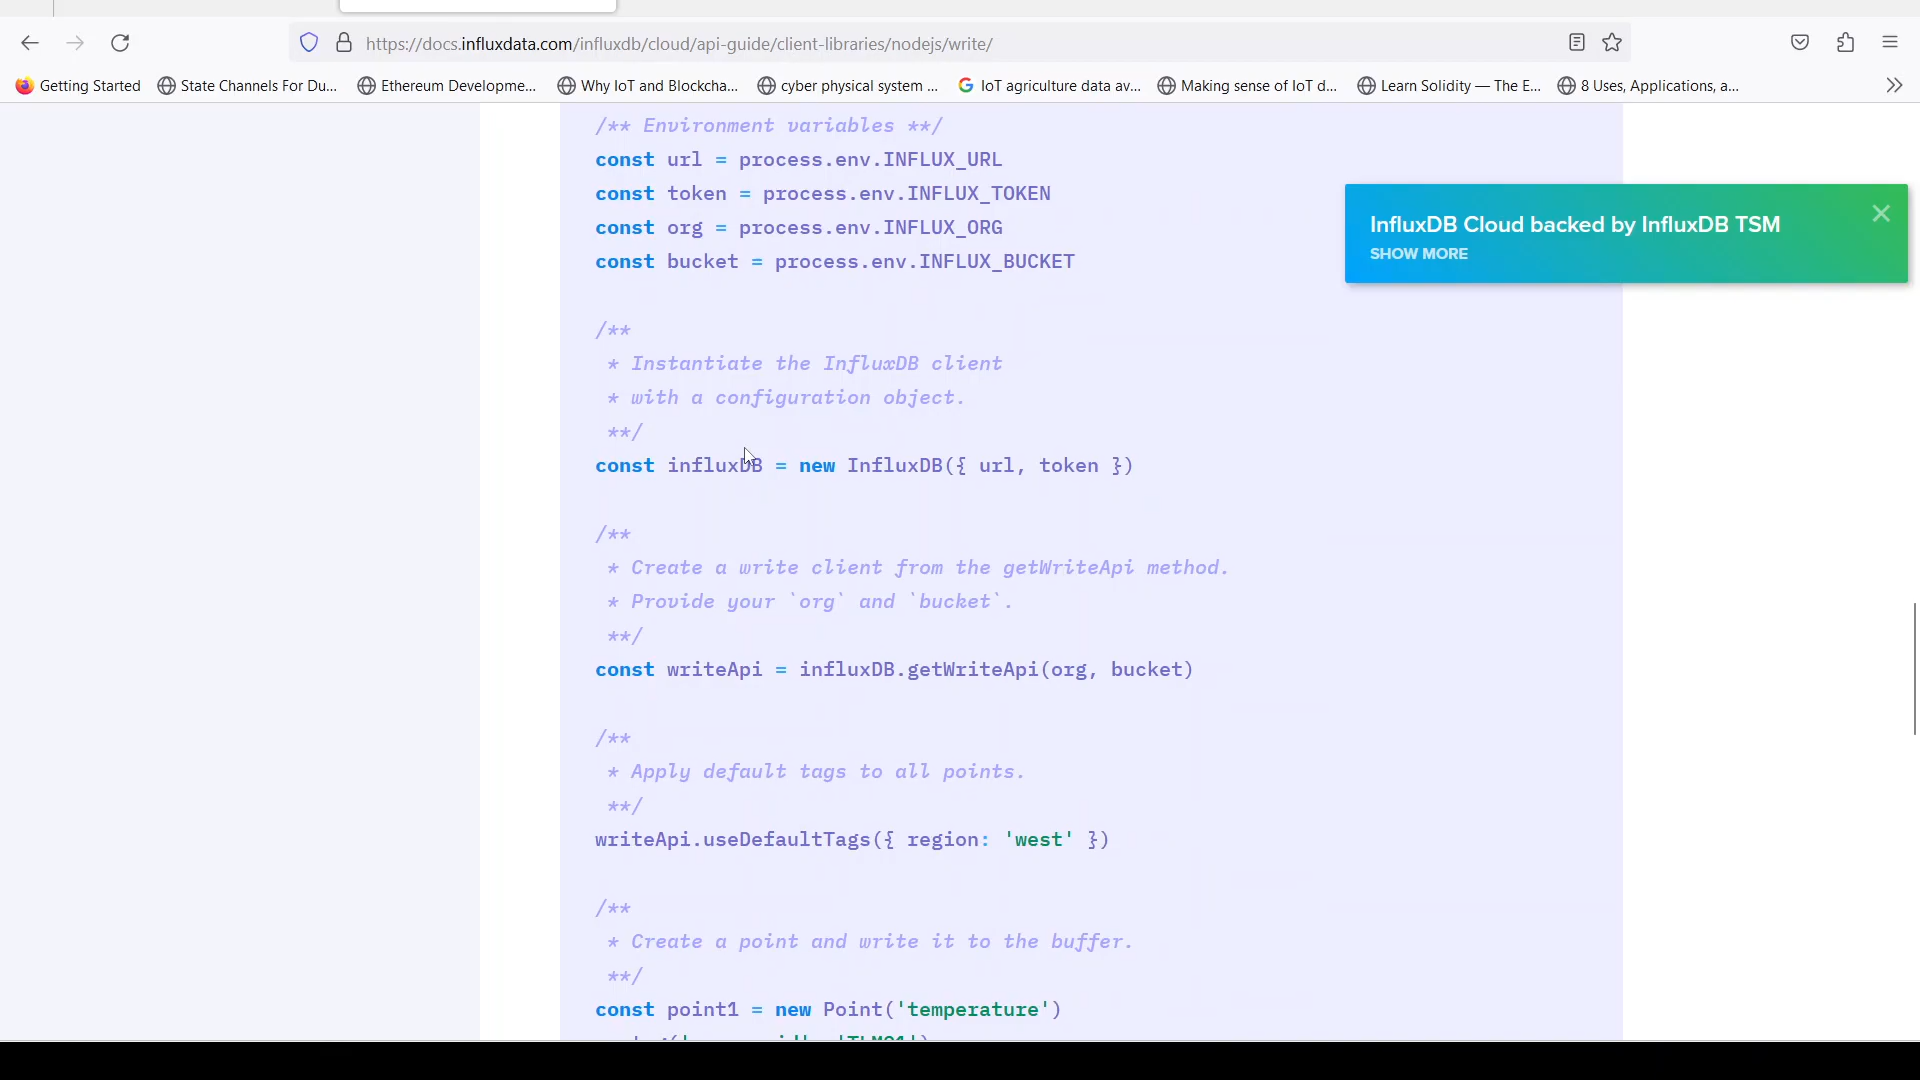 https://docs.influxdata.com/influxdb/cloud/api-guide/client-libraries/nodejs/write/
Getting Started State Channels For Du... Ethereum Developme... Why IoT and Blockcha... cyber physical system ... IoT agriculture data av... Making sense of IoT d... Learn Solidity — The E... 8 Uses, Applications, a...
/** Environment variables **/
const url = process.env.INFLUX_URL
const token = process.env.INFLUX_TOKEN
const org = process.env.INFLUX_ORG
const bucket = process.env.INFLUX_BUCKET
InfluxDB Cloud backed by InfluxDB TSM
SHOW MORE
/**
* Instantiate the InfluxDB client
* with a configuration object.
**/
const influxDB = new InfluxDB({ url, token })
/**
* Create a write client from the getWriteApi method.
* Provide your `org` and `bucket`.
**/
const writeApi = influxDB.getWriteApi(org, bucket)
/**
* Apply default tags to all points.
**/
writeApi.useDefaultTags({ region: 'west' })
/**
* Create a point and write it to the buffer.
**/
const point1 = new Point('temperature')